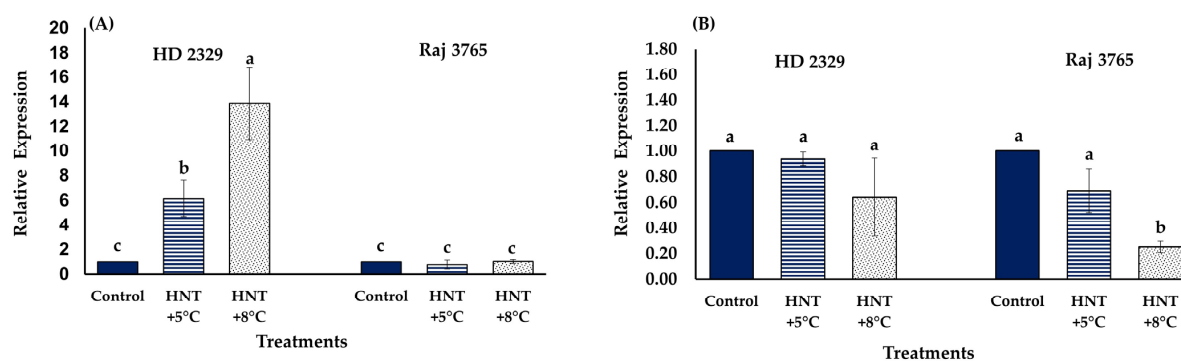 (A)
HD 2329
Raj 3765
Relative Expression
20
18
16
14
12
10
8
6
4
2
0
c
b
a
c
c
c
Control
HNT
+5°C
HNT
+8°C
Control
HNT
+5°C
HNT
+8°C
Treatments
(B)
HD 2329
Raj 3765
Relative Expression
1.80
1.60
1.40
1.20
1.00
0.80
0.60
0.40
0.20
0.00
a
a
a
a
a
b
Control
HNT
+5°C
HNT
+8°C
Control
HNT
+5°C
HNT
+8°C
Treatments